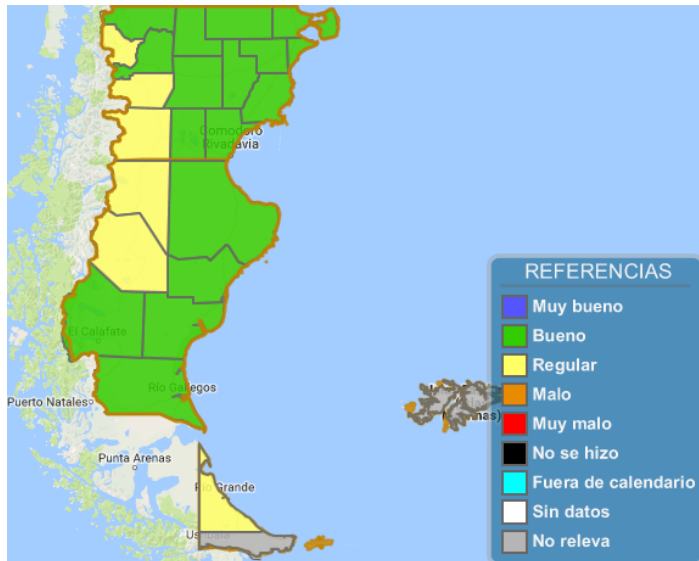 Comodoro
Rivadavia
El Calafate
Río Gallegos
Puerto Natales
Punta Arenas
Río Grande
Ushuaia
REFERENCIAS
Muy bueno
Bueno
Regular
Malo
Muy malo
No se hizo
Fuera de calendario
Sin datos
No releva